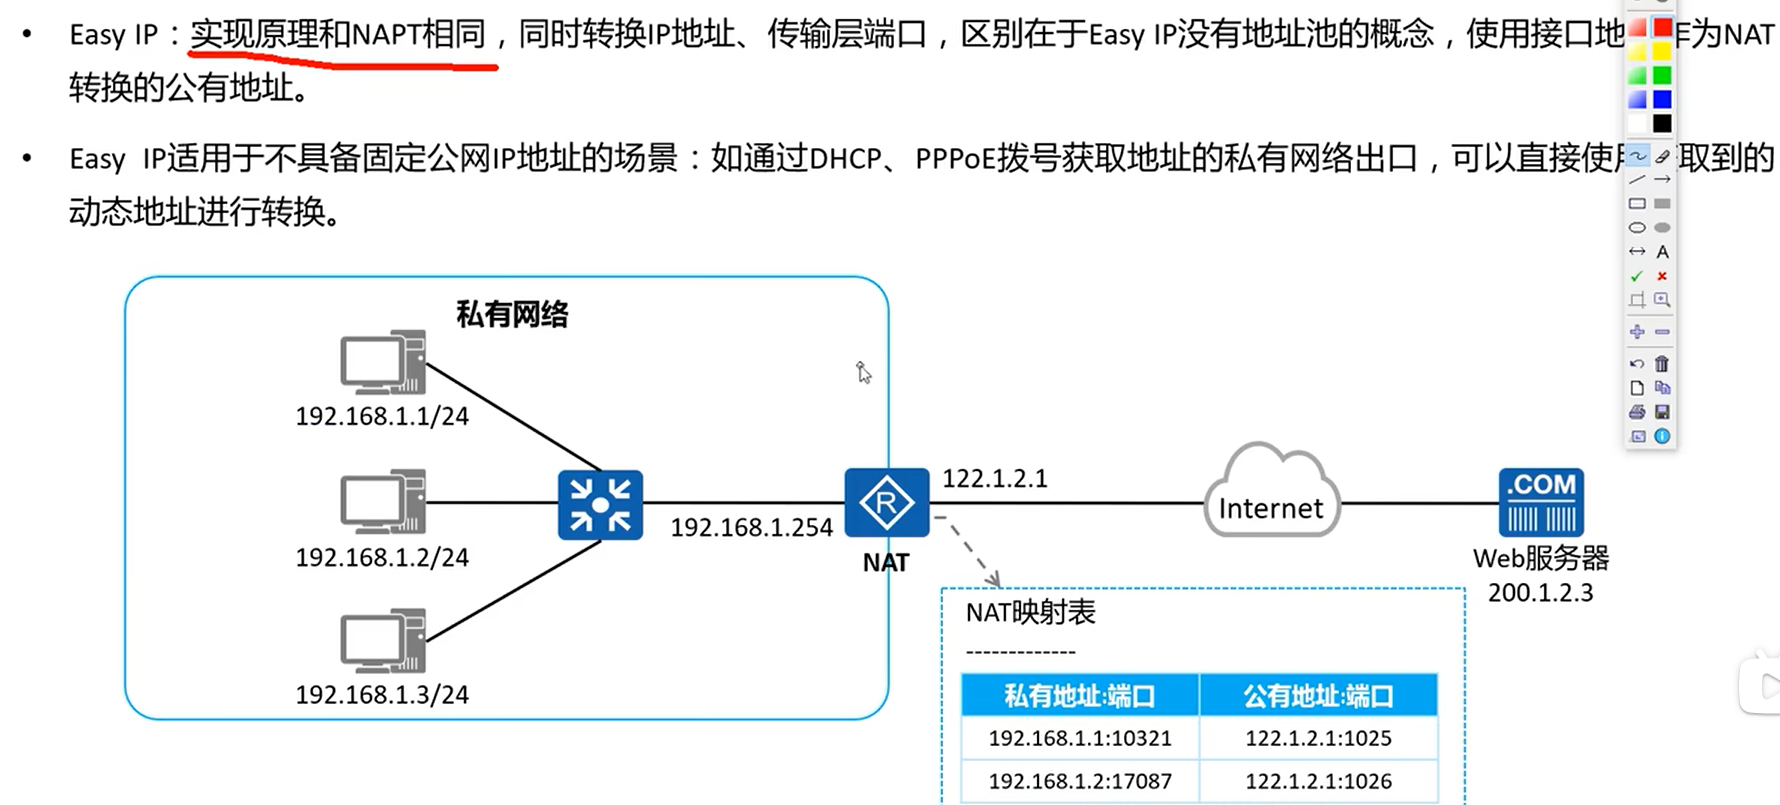 • Easy IP：实现原理和NAPT相同，同时转换IP地址、传输层端口，区别在于Easy IP没有地址池的概念，使用接口地 为NAT
转换的公有地址。
• Easy IP适用于不具备固定公网IP地址的场景：如通过DHCP、PPPoE拨号获取地址的私有网络出口，可以直接使 取到的
动态地址进行转换。
私有网络
192.168.1.1/24
192.168.1.2/24
192.168.1.3/24
192.168.1.254
R
NAT
122.1.2.1
Internet
.COM
Web服务器
200.1.2.3
NAT映射表
-------------
私有地址:端口 公有地址:端口
192.168.1.1:10321 122.1.2.1:1025
192.168.1.2:17087 122.1.2.1:1026
A